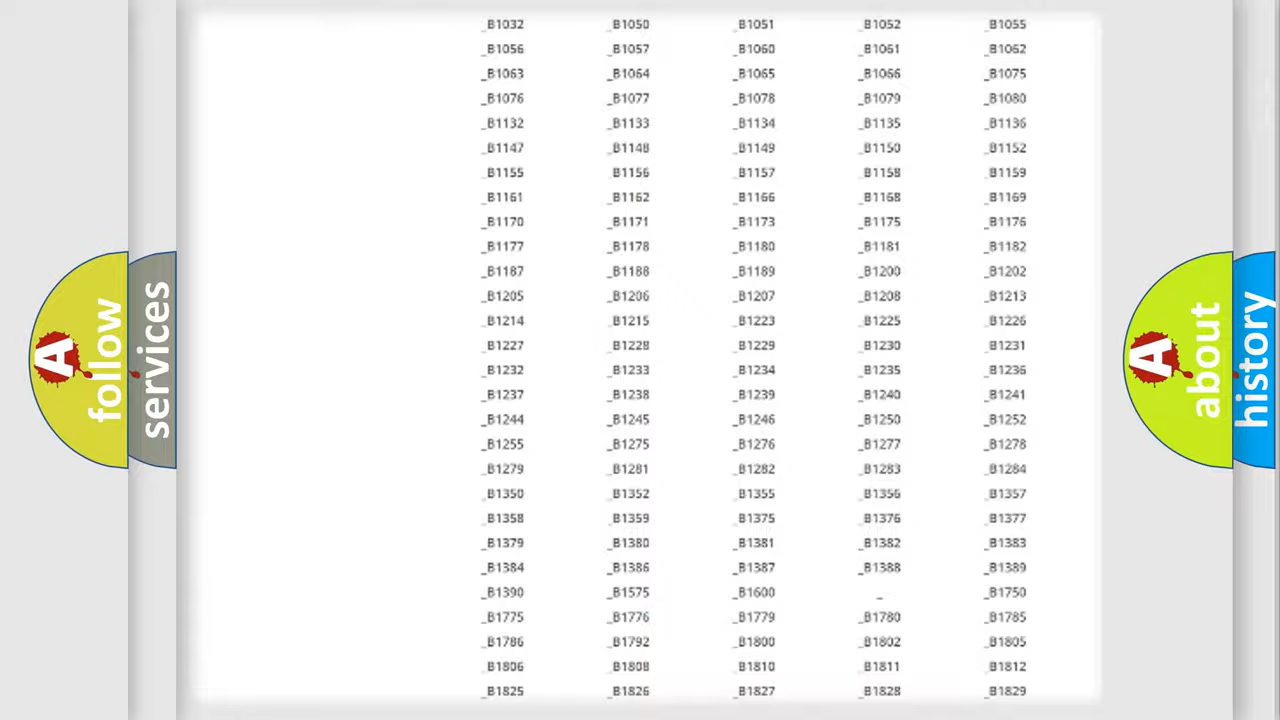 _B1032 _B1050 _B1051 _B1052 _B1055
_B1056 _B1057 _B1060 _B1061 _B1062
_B1063 _B1064 _B1065 _B1066 _B1075
_B1076 _B1077 _B1078 _B1079 _B1080
_B1132 _B1133 _B1134 _B1135 _B1136
_B1147 _B1148 _B1149 _B1150 _B1152
_B1155 _B1156 _B1157 _B1158 _B1159
_B1161 _B1162 _B1166 _B1168 _B1169
_B1170 _B1171 _B1173 _B1175 _B1176
_B1177 _B1178 _B1180 _B1181 _B1182
_B1187 _B1188 _B1189 _B1200 _B1202
_B1205 _B1206 _B1207 _B1208 _B1213
_B1214 _B1215 _B1223 _B1225 _B1226
_B1227 _B1228 _B1229 _B1230 _B1231
_B1232 _B1233 _B1234 _B1235 _B1236
_B1237 _B1238 _B1239 _B1240 _B1241
_B1244 _B1245 _B1246 _B1250 _B1252
_B1255 _B1275 _B1276 _B1277 _B1278
_B1279 _B1281 _B1282 _B1283 _B1284
_B1350 _B1352 _B1355 _B1356 _B1357
_B1358 _B1359 _B1375 _B1376 _B1377
_B1379 _B1380 _B1381 _B1382 _B1383
_B1384 _B1386 _B1387 _B1388 _B1389
_B1390 _B1575 _B1600 _ _B1750
_B1775 _B1776 _B1779 _B1780 _B1785
_B1786 _B1792 _B1800 _B1802 _B1805
_B1806 _B1808 _B1810 _B1811 _B1812
_B1825 _B1826 _B1827 _B1828 _B1829
A
follow
services
A
about
history